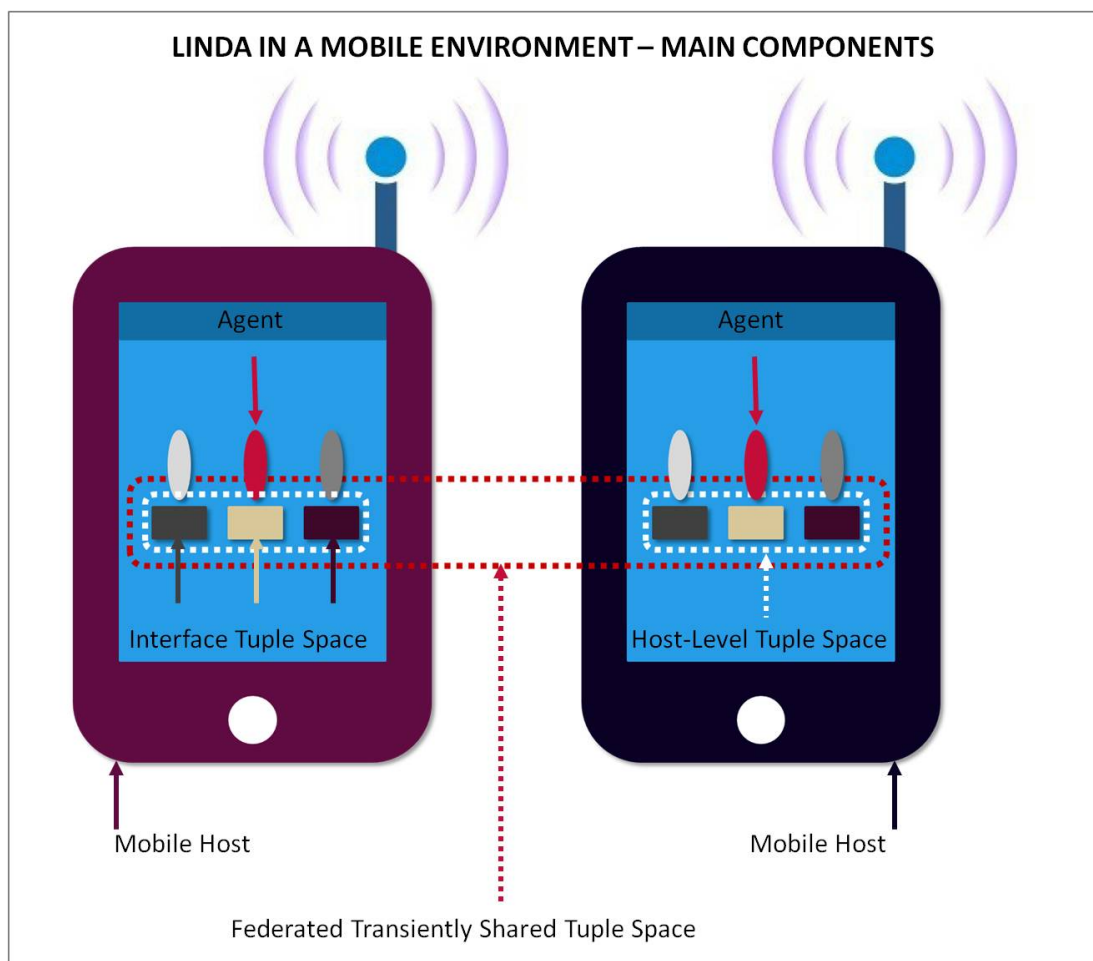 LINDA IN A MOBILE ENVIRONMENT – MAIN COMPONENTS
Agent
Agent
Interface Tuple Space
Host-Level Tuple Space
Mobile Host
Mobile Host
Federated Transiently Shared Tuple Space